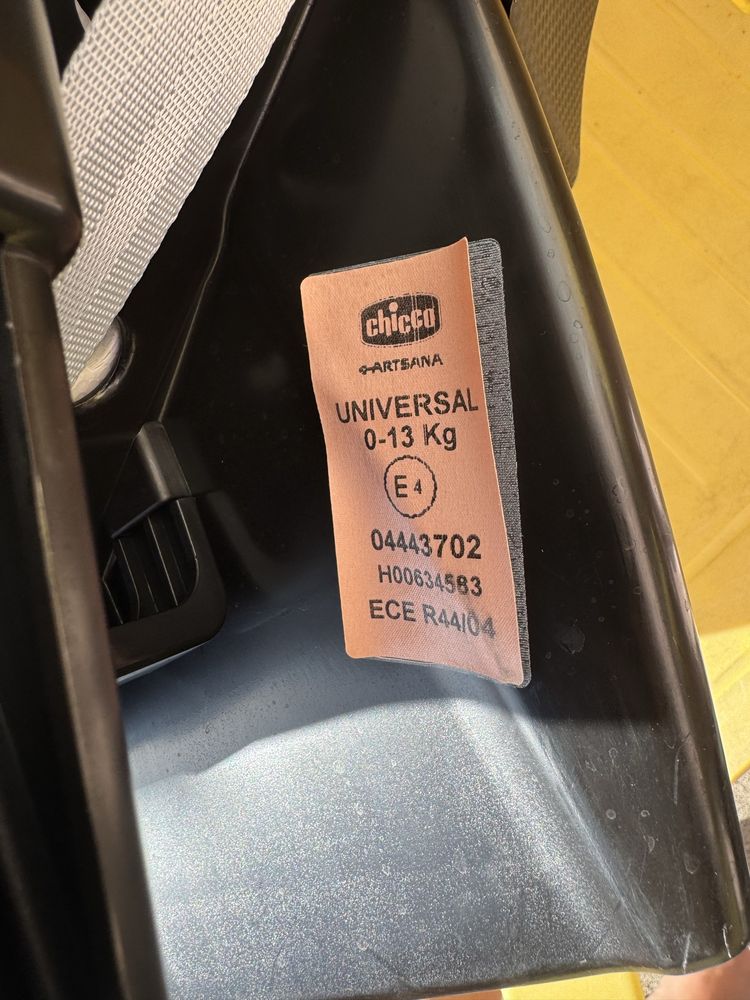 chicco
ARTSANA
UNIVERSAL
0-13 Kg
E4
04443702
H00634583
ECE R44/04